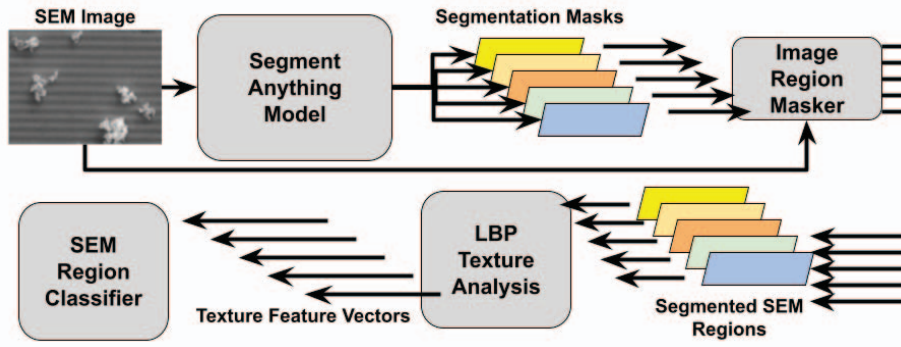 SEM Image
Segmentation Masks
Segment
Anything
Model
Image
Region
Masker
SEM
Region
Classifier
Texture Feature Vectors
LBP
Texture
Analysis
Segmented SEM
Regions